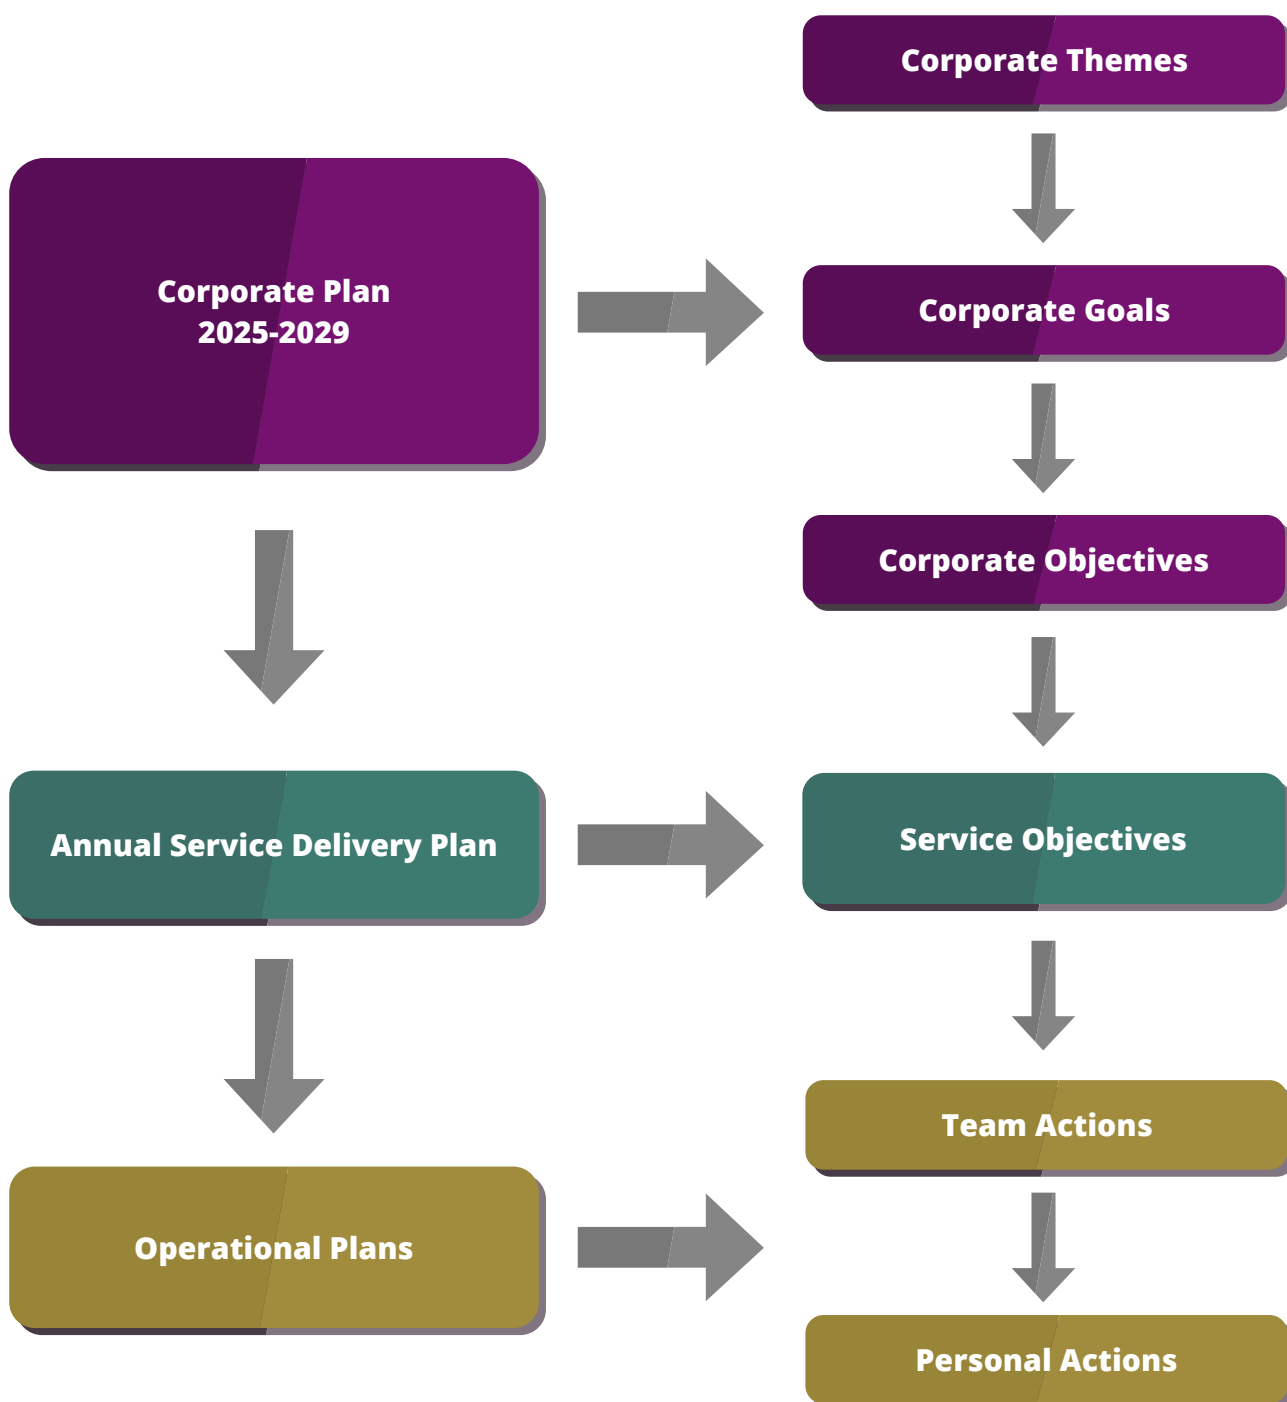 Corporate Themes
Corporate Plan
2025-2029
Corporate Goals
Corporate Objectives
Annual Service Delivery Plan
Service Objectives
Team Actions
Operational Plans
Personal Actions